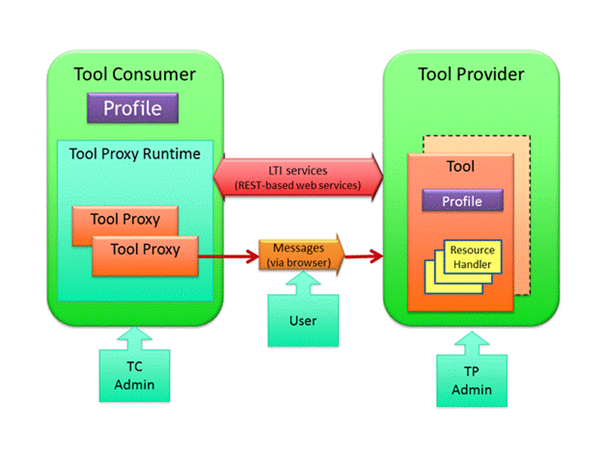 Tool Consumer
Profile
Tool Proxy Runtime
Tool Proxy
Tool Proxy
LTI services
(REST-based web services)
Messages
(via browser)
User
Tool Provider
Tool
Profile
Resource
Handler
TC
Admin
TP
Admin